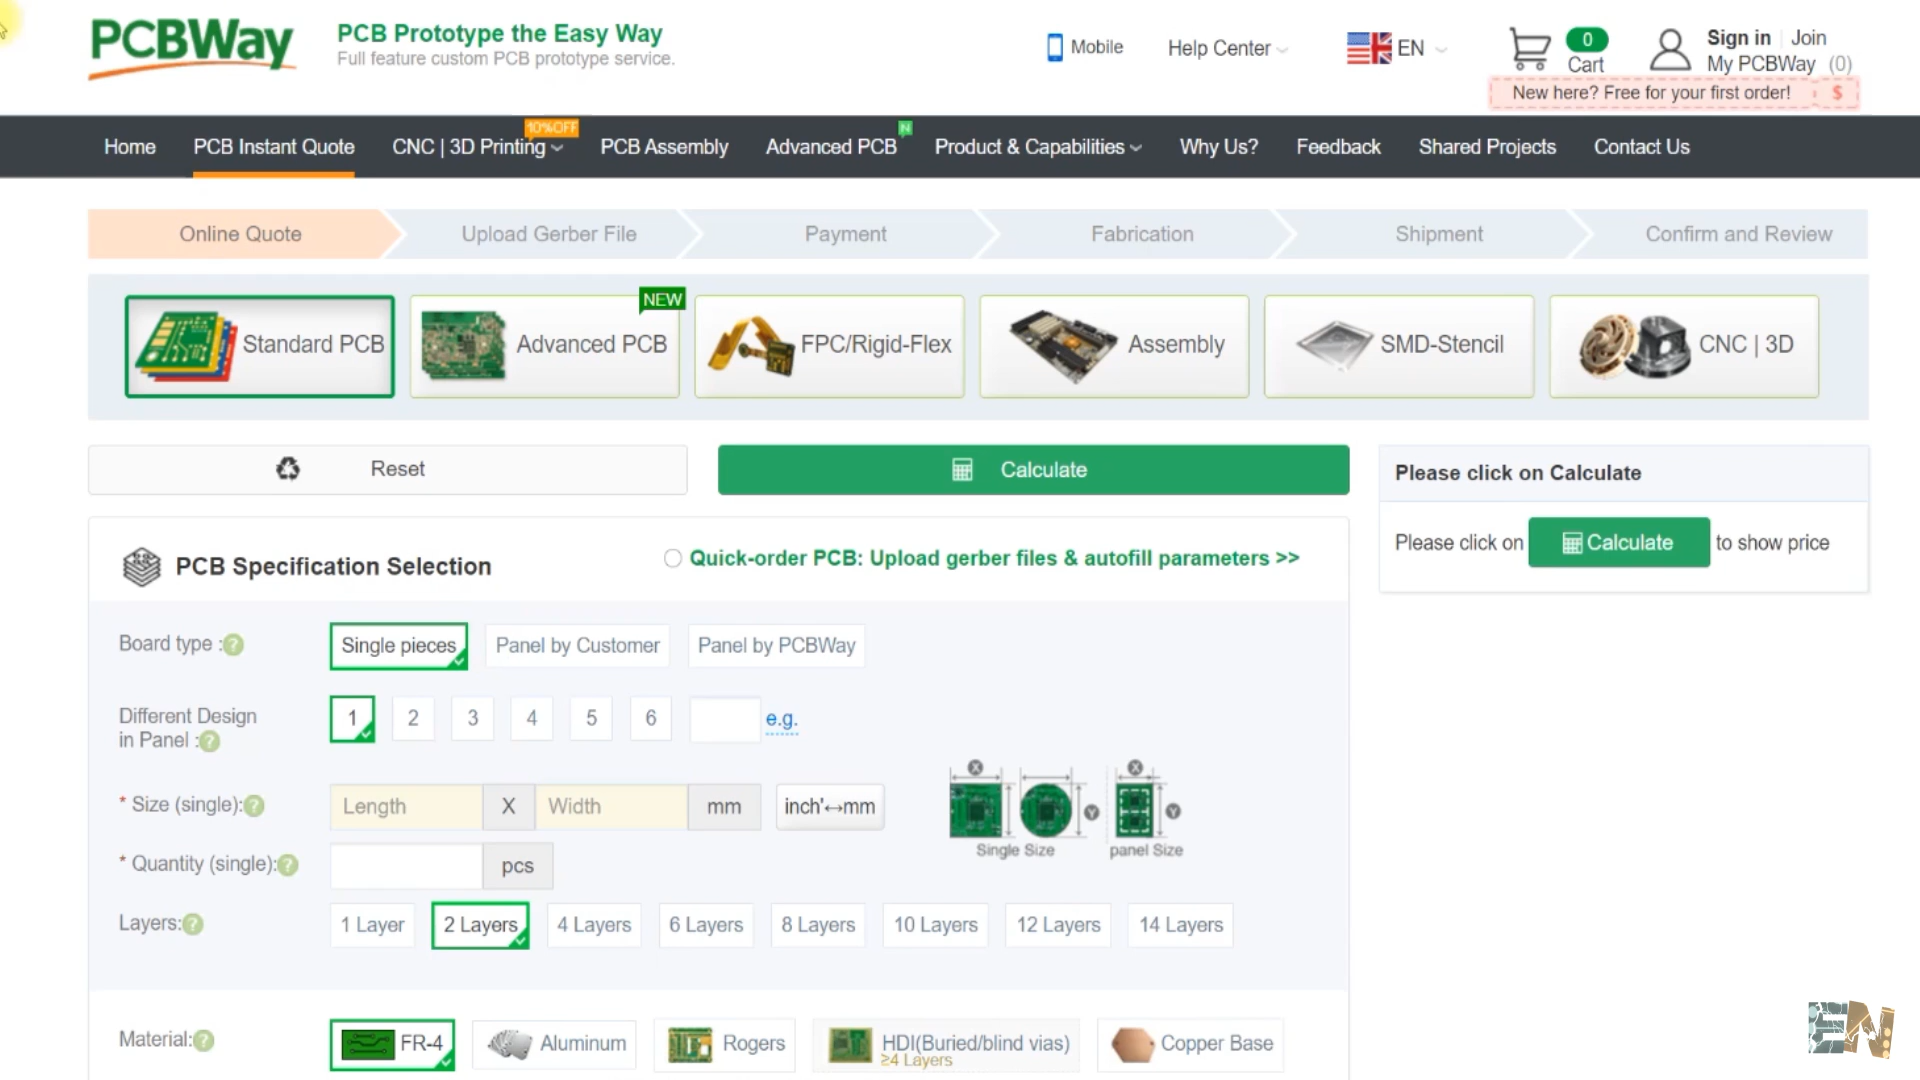 PCBWay
PCB Prototype the Easy Way
Full feature custom PCB prototype service.
Mobile
Help Center
EN
0
Cart
Sign in Join
My PCBWay (0)
New here? Free for your first order! $
Home
PCB Instant Quote
CNC | 3D Printing
10%OFF
PCB Assembly
Advanced PCB
N
Product & Capabilities
Why Us?
Feedback
Shared Projects
Contact Us
Online Quote
Upload Gerber File
Payment
Fabrication
Shipment
Confirm and Review
Standard PCB
NEW
Advanced PCB
FPC/Rigid-Flex
Assembly
SMD-Stencil
CNC | 3D
Reset
Calculate
Please click on Calculate
Please click on Calculate to show price
PCB Specification Selection
Quick-order PCB: Upload gerber files & autofill parameters >>
Board type :?
Single pieces
Panel by Customer
Panel by PCBWay
Different Design
in Panel :?
1
2
3
4
5
6
e.g.
* Size (single):?
Length
X
Width
mm
inch'↔mm
X
X
Y
Y
Single Size
panel Size
* Quantity (single):?
pcs
Layers:?
1 Layer
2 Layers
4 Layers
6 Layers
8 Layers
10 Layers
12 Layers
14 Layers
Material:?
FR-4
Aluminum
Rogers
HDI(Buried/blind vias)
≥4 Layers
Copper Base
EN